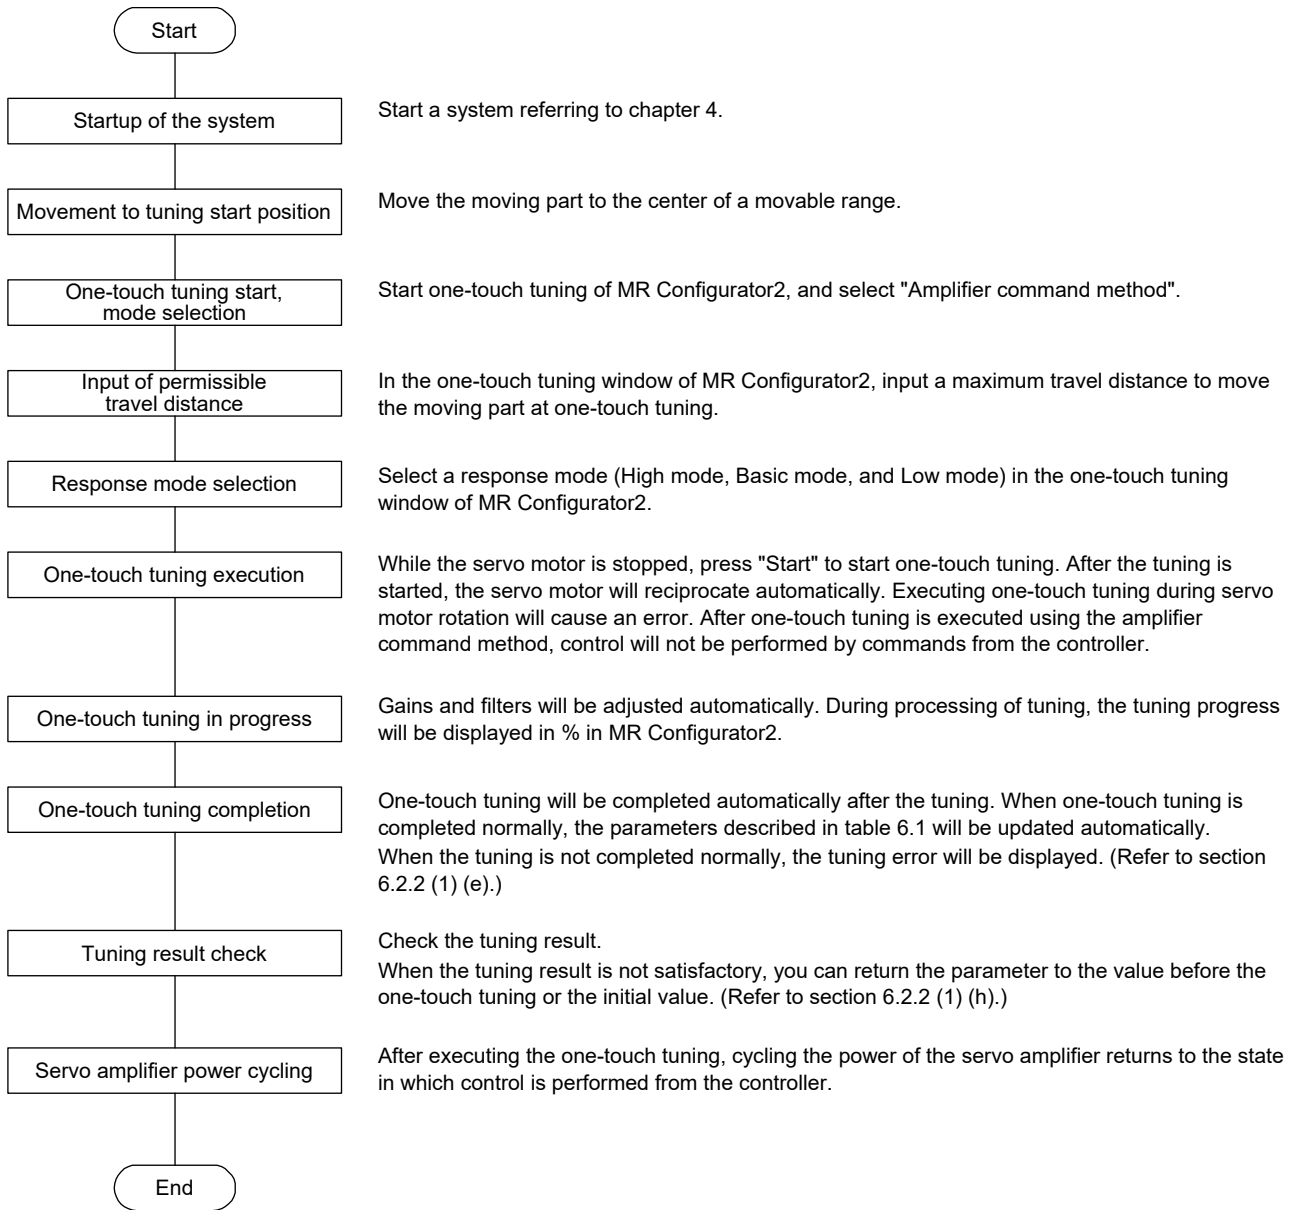 Start
Startup of the system
Start a system referring to chapter 4.
Movement to tuning start position
Move the moving part to the center of a movable range.
One-touch tuning start,
mode selection
Start one-touch tuning of MR Configurator2, and select "Amplifier command method".
Input of permissible
travel distance
In the one-touch tuning window of MR Configurator2, input a maximum travel distance to move
the moving part at one-touch tuning.
Response mode selection
Select a response mode (High mode, Basic mode, and Low mode) in the one-touch tuning
window of MR Configurator2.
One-touch tuning execution
While the servo motor is stopped, press "Start" to start one-touch tuning. After the tuning is
started, the servo motor will reciprocate automatically. Executing one-touch tuning during servo
motor rotation will cause an error. After one-touch tuning is executed using the amplifier
command method, control will not be performed by commands from the controller.
One-touch tuning in progress
Gains and filters will be adjusted automatically. During processing of tuning, the tuning progress
will be displayed in % in MR Configurator2.
One-touch tuning completion
One-touch tuning will be completed automatically after the tuning. When one-touch tuning is
completed normally, the parameters described in table 6.1 will be updated automatically.
When the tuning is not completed normally, the tuning error will be displayed. (Refer to section
6.2.2 (1) (e).)
Tuning result check
Check the tuning result.
When the tuning result is not satisfactory, you can return the parameter to the value before the
one-touch tuning or the initial value. (Refer to section 6.2.2 (1) (h).)
Servo amplifier power cycling
After executing the one-touch tuning, cycling the power of the servo amplifier returns to the state
in which control is performed from the controller.
End